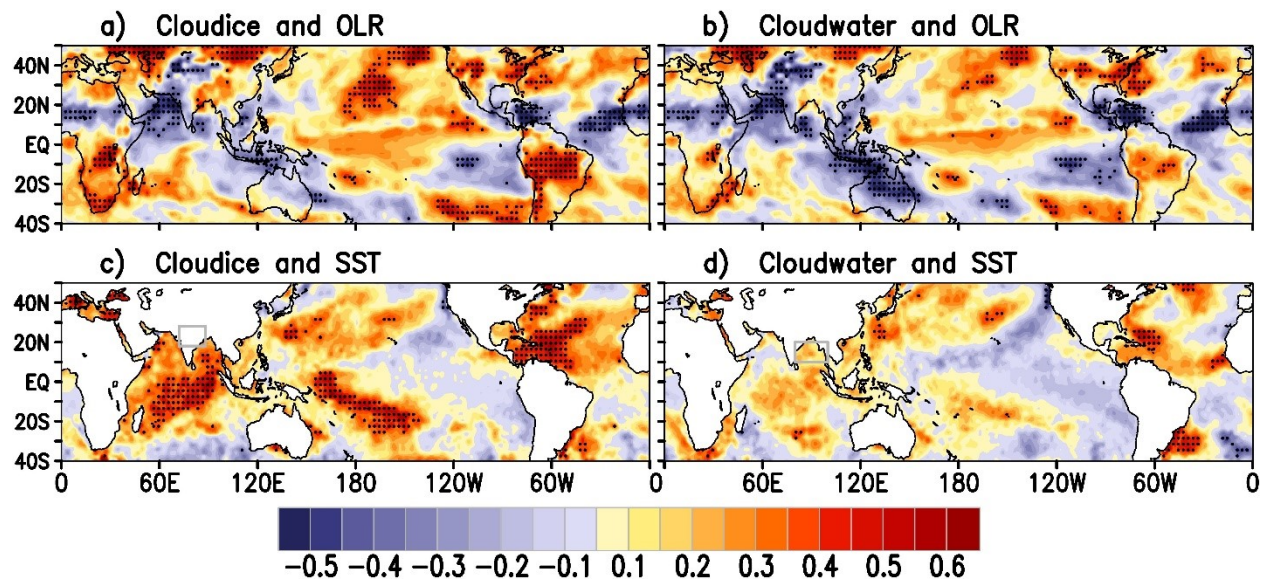 a) Cloudice and OLR
b) Cloudwater and OLR
40N
20N
EQ
20S
40S
c) Cloudice and SST
d) Cloudwater and SST
40N
20N
EQ
20S
40S
0 60E 120E 180 120W 60W 0 60E 120E 180 120W 60W 0
−0.5 −0.4 −0.3 −0.2 −0.1 0.1 0.2 0.3 0.4 0.5 0.6